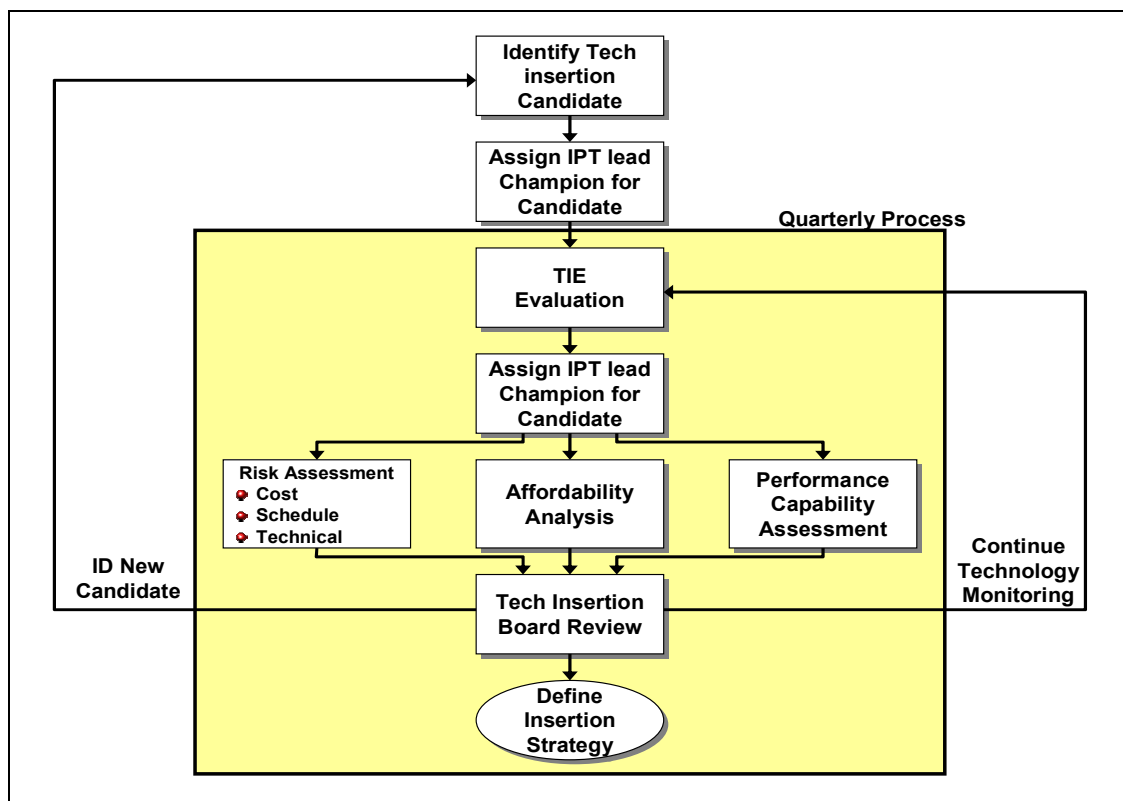 Identify Tech
insertion
Candidate
Assign IPT lead
Champion for
Candidate
Quarterly Process
TIE
Evaluation
Assign IPT lead
Champion for
Candidate
Risk Assessment
Cost
Schedule
Technical
Affordability
Analysis
Performance
Capability
Assessment
ID New
Candidate
Continue
Technology
Monitoring
Tech Insertion
Board Review
Define
Insertion
Strategy